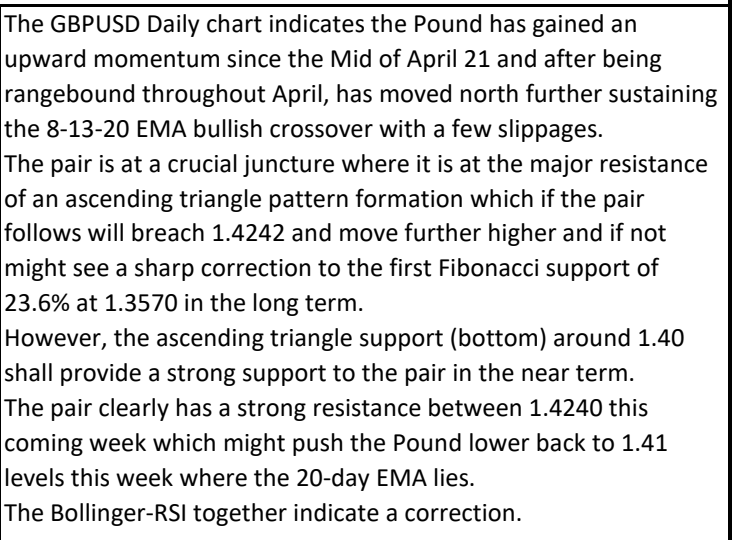 The GBPUSD Daily chart indicates the Pound has gained an
upward momentum since the Mid of April 21 and after being
rangebound throughout April, has moved north further sustaining
the 8-13-20 EMA bullish crossover with a few slippages.
The pair is at a crucial juncture where it is at the major resistance
of an ascending triangle pattern formation which if the pair
follows will breach 1.4242 and move further higher and if not
might see a sharp correction to the first Fibonacci support of
23.6% at 1.3570 in the long term.
However, the ascending triangle support (bottom) around 1.40
shall provide a strong support to the pair in the near term.
The pair clearly has a strong resistance between 1.4240 this
coming week which might push the Pound lower back to 1.41
levels this week where the 20-day EMA lies.
The Bollinger-RSI together indicate a correction.